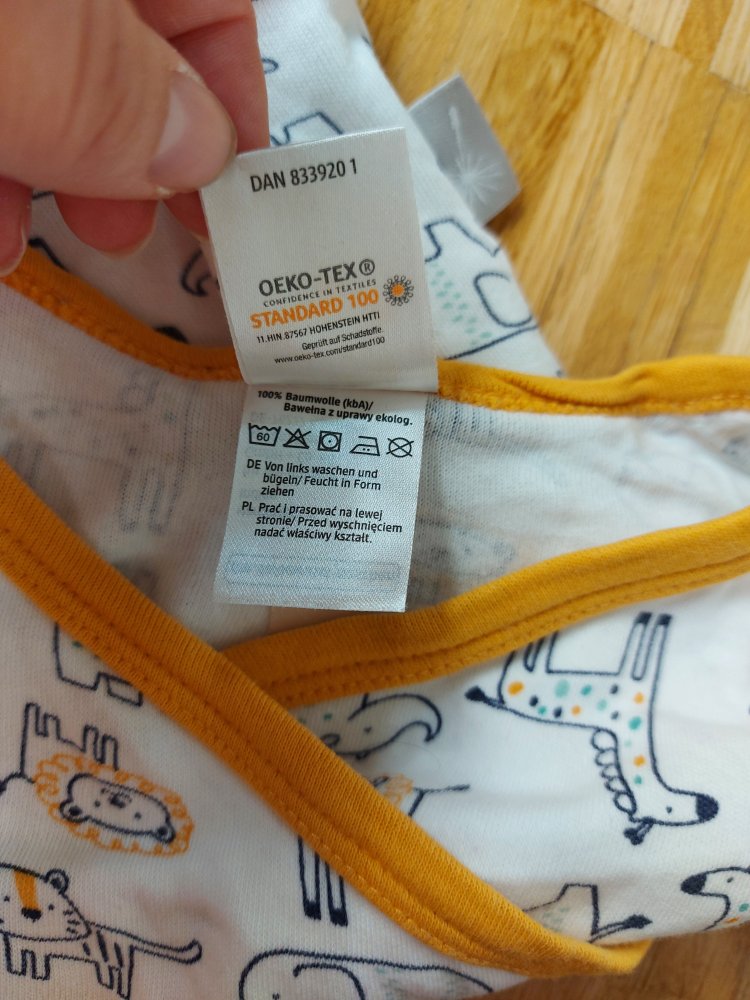 DAN 833920 1
OEKO-TEX®
CONFIDENCE IN TEXTILES
STANDARD 100
11.HIN.87567 HOHENSTEIN HTTI
Geprüft auf Schadstoffe.
www.oeko-tex.com/standard100
100% Baumwolle (kbA)/
Bawełna z uprawy ekolog.
60
DE Von links waschen und
bügeln/ Feucht in Form
ziehen
PL Prać i prasować na lewej
stronie/ Przed wyschnięciem
nadać właściwy kształt.